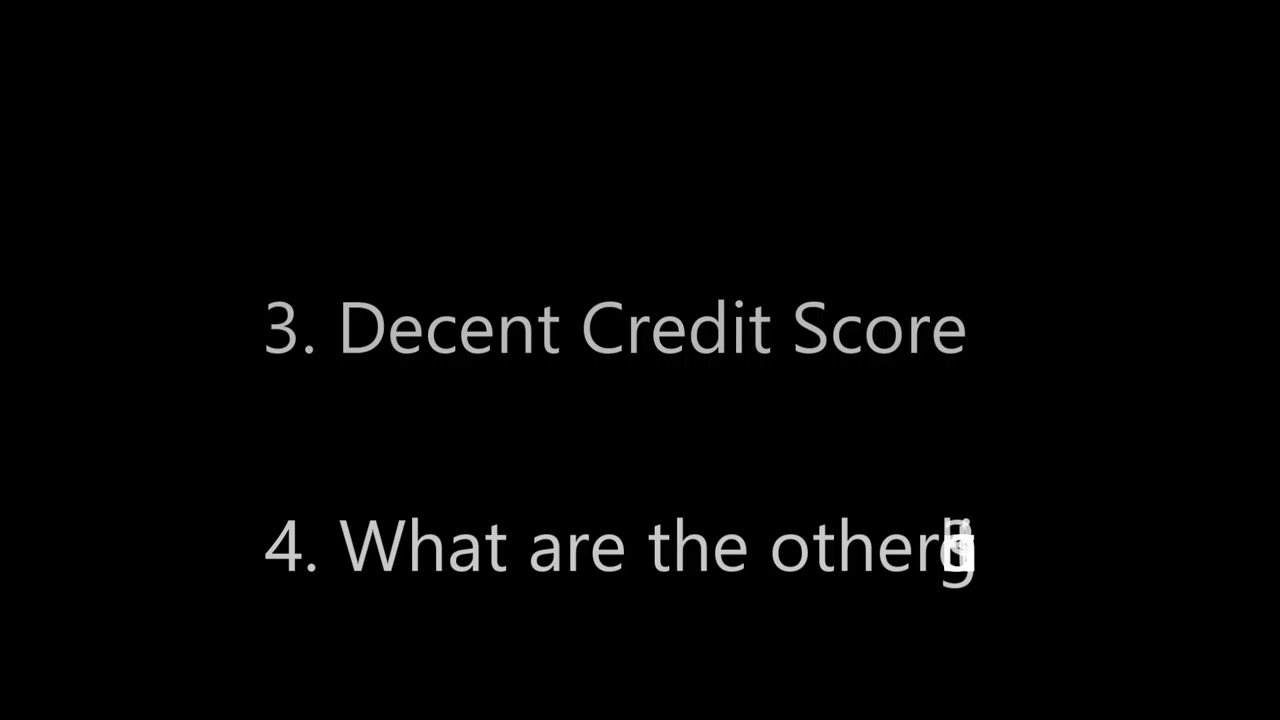 3. Decent Credit Score
4. What are the other